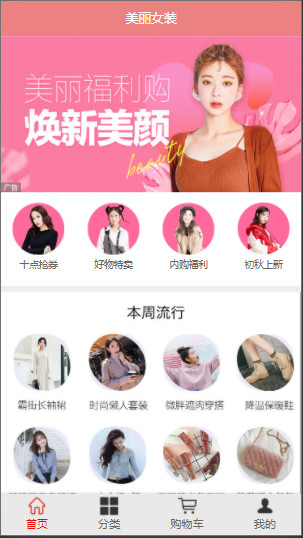 美丽女装
美丽福利购
焕新美颜
beauty
广告
十点抢券 好物特卖 内购福利 初秋上新
本周流行
霸街长袖裙 时尚懒人套装 微胖遮肉穿搭 降温保暖鞋
首页 分类 购物车 我的